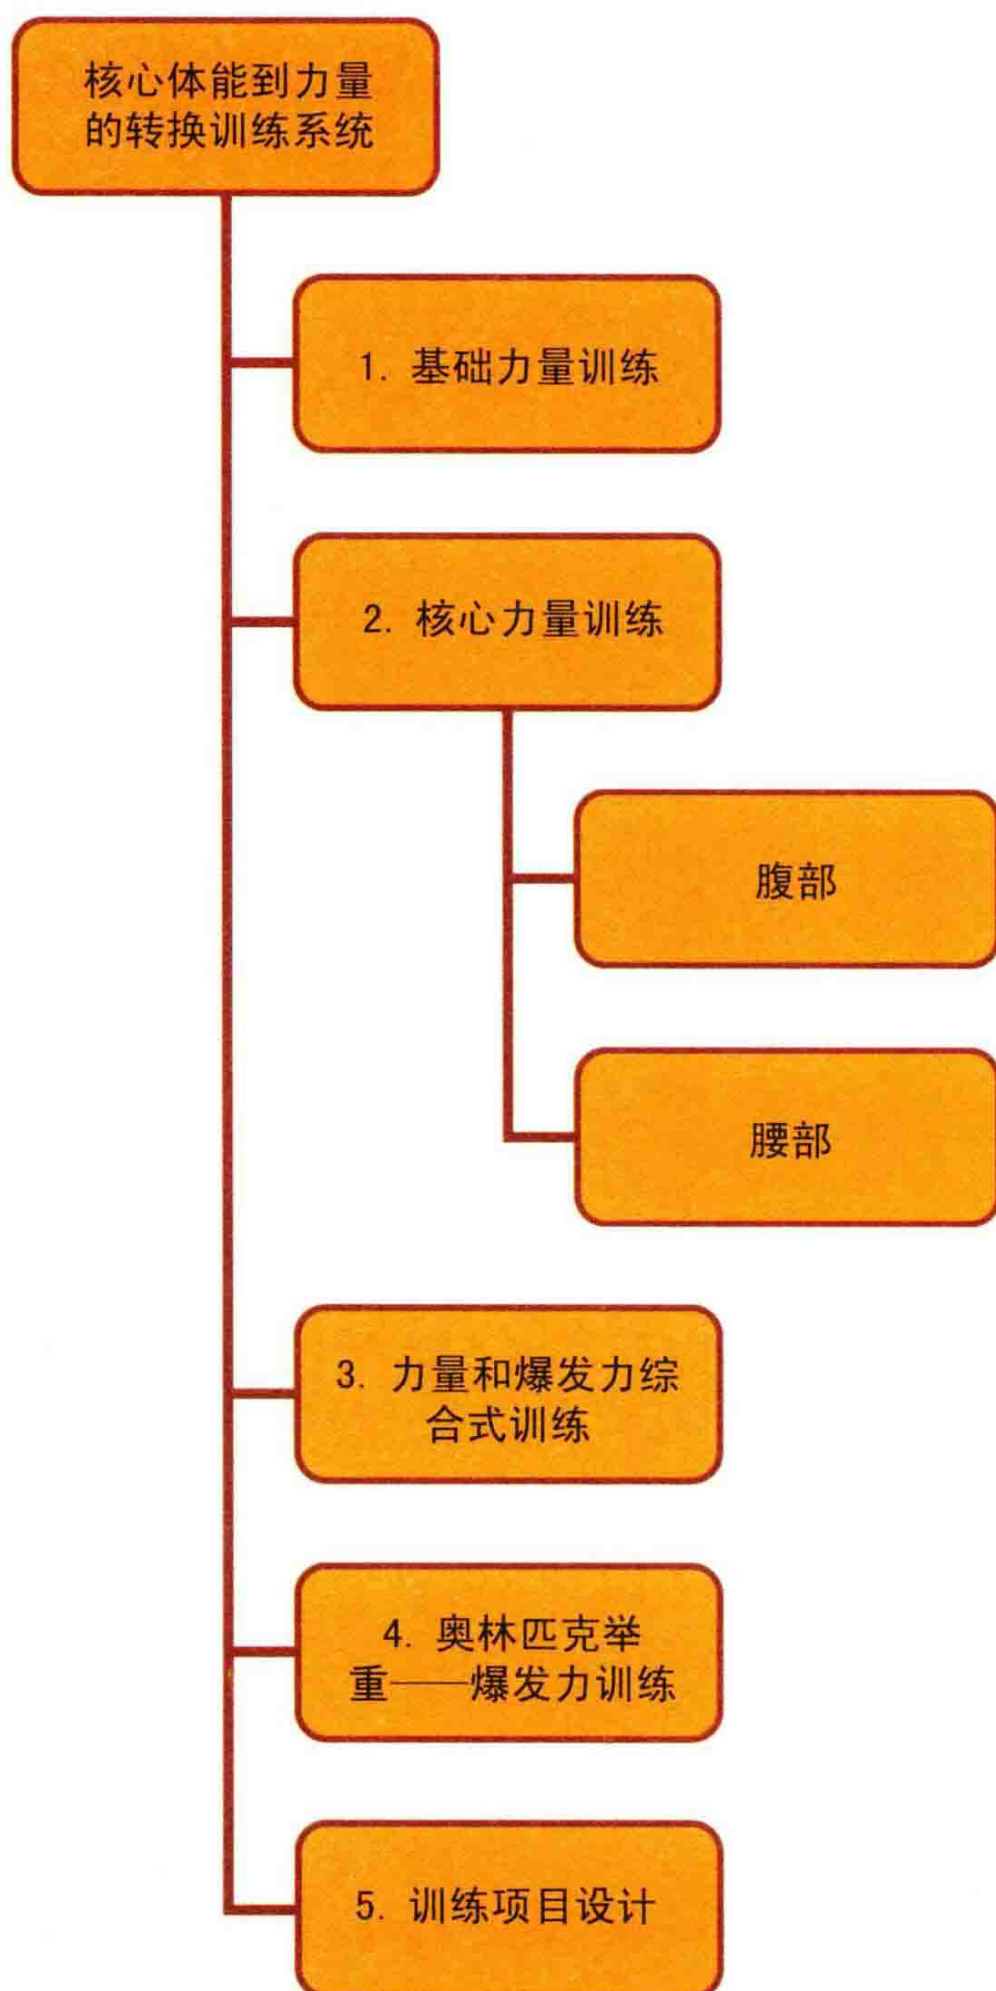 核心体能到力量
的转换训练系统
1. 基础力量训练
2. 核心力量训练
腹部
腰部
3. 力量和爆发力综
合式训练
4. 奥林匹克举
重——爆发力训练
5. 训练项目设计